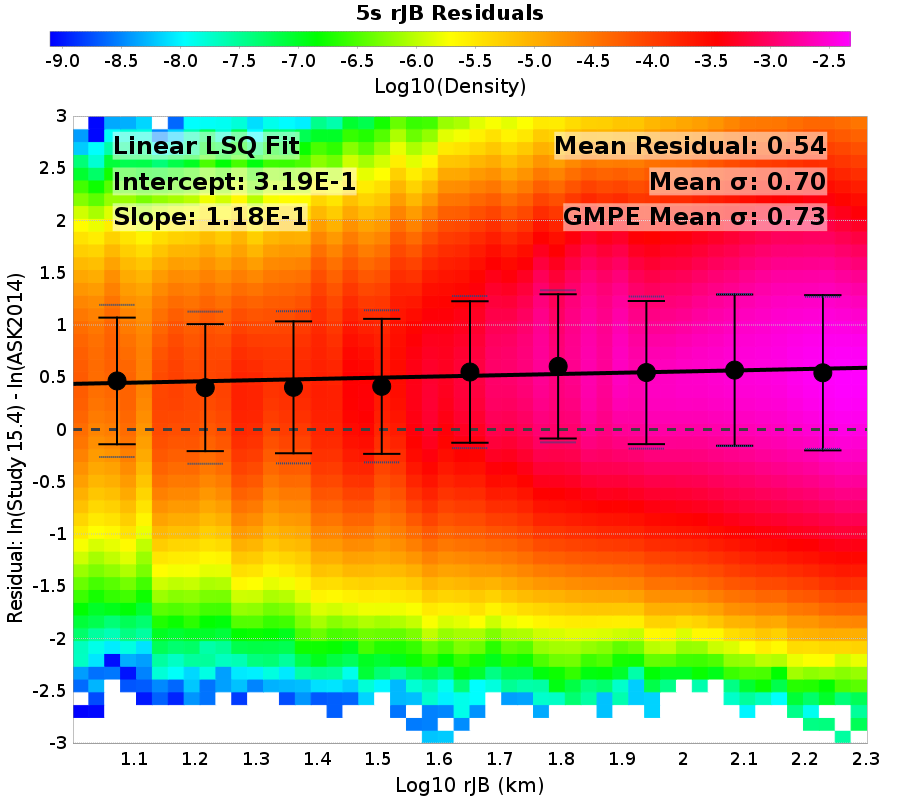 5s rJB Residuals
-9.0 -8.5 -8.0 -7.5 -7.0 -6.5 -6.0 -5.5 -5.0 -4.5 -4.0 -3.5 -3.0 -2.5
Log10(Density)
Linear LSQ Fit
Intercept: 3.19E-1
Slope: 1.18E-1
Mean Residual: 0.54
Mean σ: 0.70
GMPE Mean σ: 0.73
Residual: ln(Study 15.4) - ln(ASK2014)
3
2.5
2
1.5
1
0.5
0
-0.5
-1
-1.5
-2
-2.5
-3
1.1 1.2 1.3 1.4 1.5 1.6 1.7 1.8 1.9 2 2.1 2.2 2.3
Log10 rJB (km)